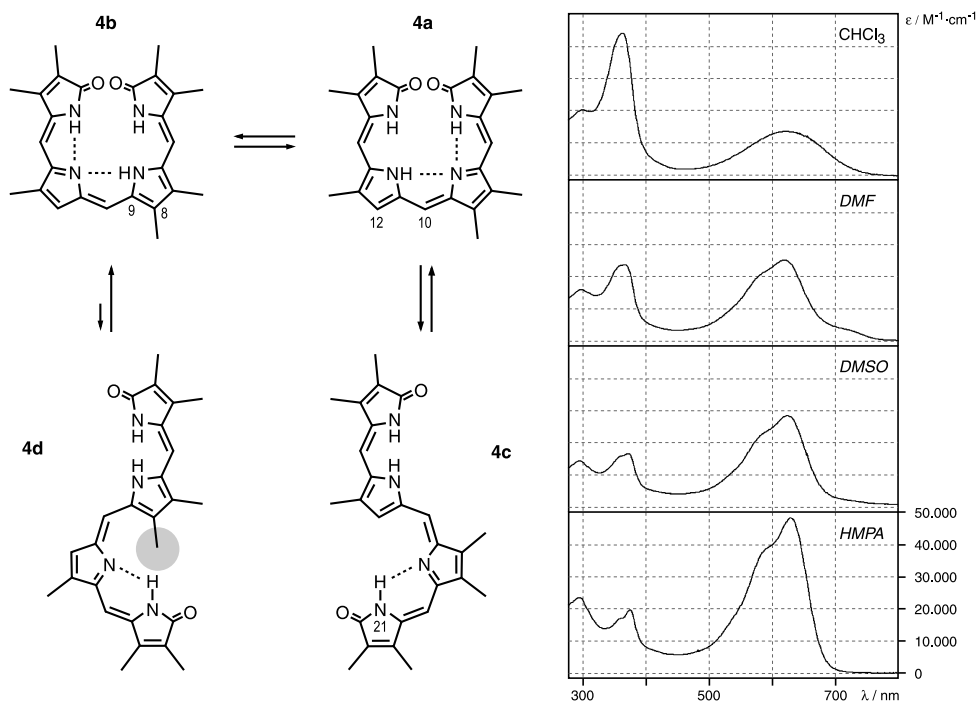 4b
4a
O O
N N
H H
N HN
9 8
O O
N N
H H
NH N
12 10
4d
4c
O
N
H
H
N
N
H
N
O
O
N
H
H
N
N
H
N
O
21
ε / M⁻¹·cm⁻¹
CHCl₃
DMF
DMSO
HMPA
50.000
40.000
30.000
20.000
10.000
0
300 500 700 λ / nm